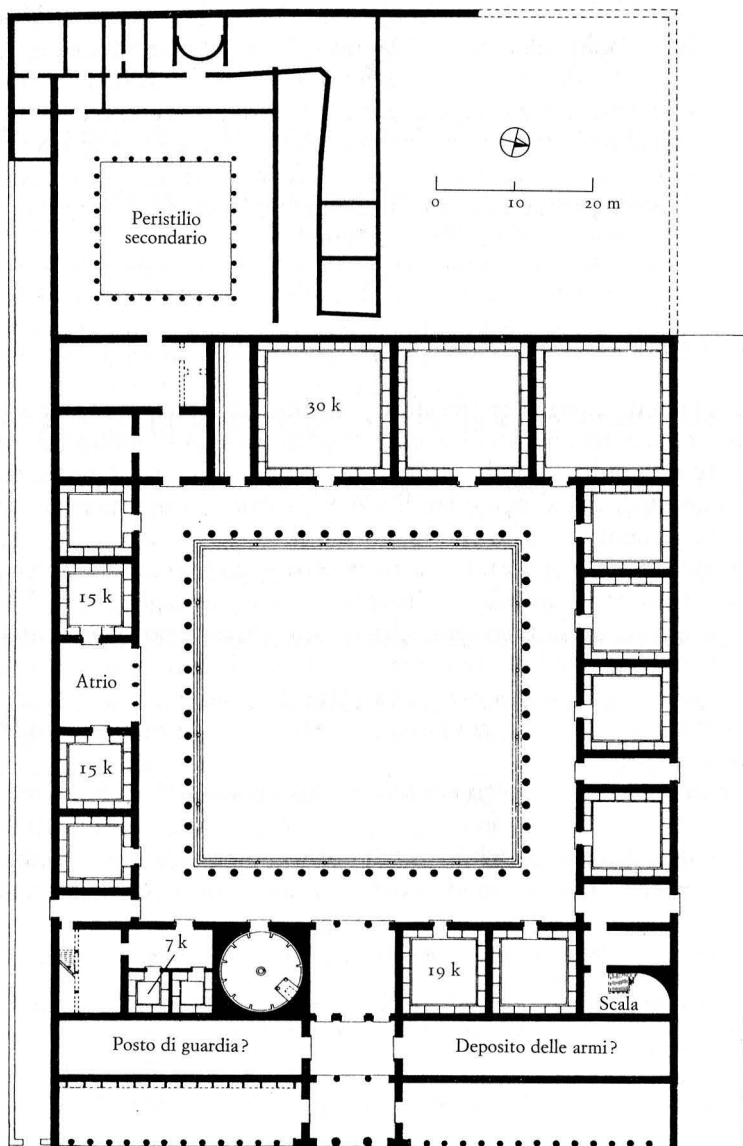 Peristilio
secondario
0 10 20 m
30 k
15 k
Atrio
15 k
7 k
19 k
Scala
Posto di guardia?
Deposito delle armi?